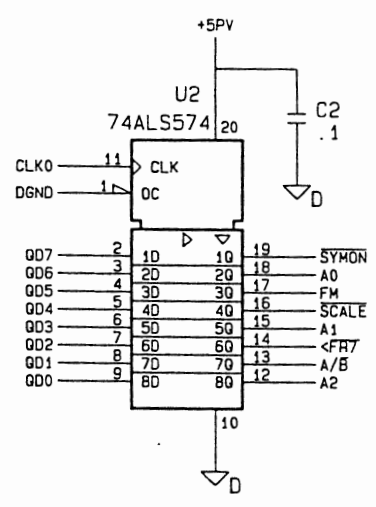 +5PV
U2
74ALS574 20
C2
.1
CLK0 11 CLK
DGND 1 OC
D
QD7 2 1D 1Q 19 SYMON
QD6 3 2D 2Q 18 A0
QD5 4 3D 3Q 17 FM
QD4 5 4D 4Q 16 SCALE
QD3 6 5D 5Q 15 A1
QD2 7 6D 6Q 14
QD1 8 7D 7Q 13 A/B
QD0 9 8D 8Q 12 A2
10
D